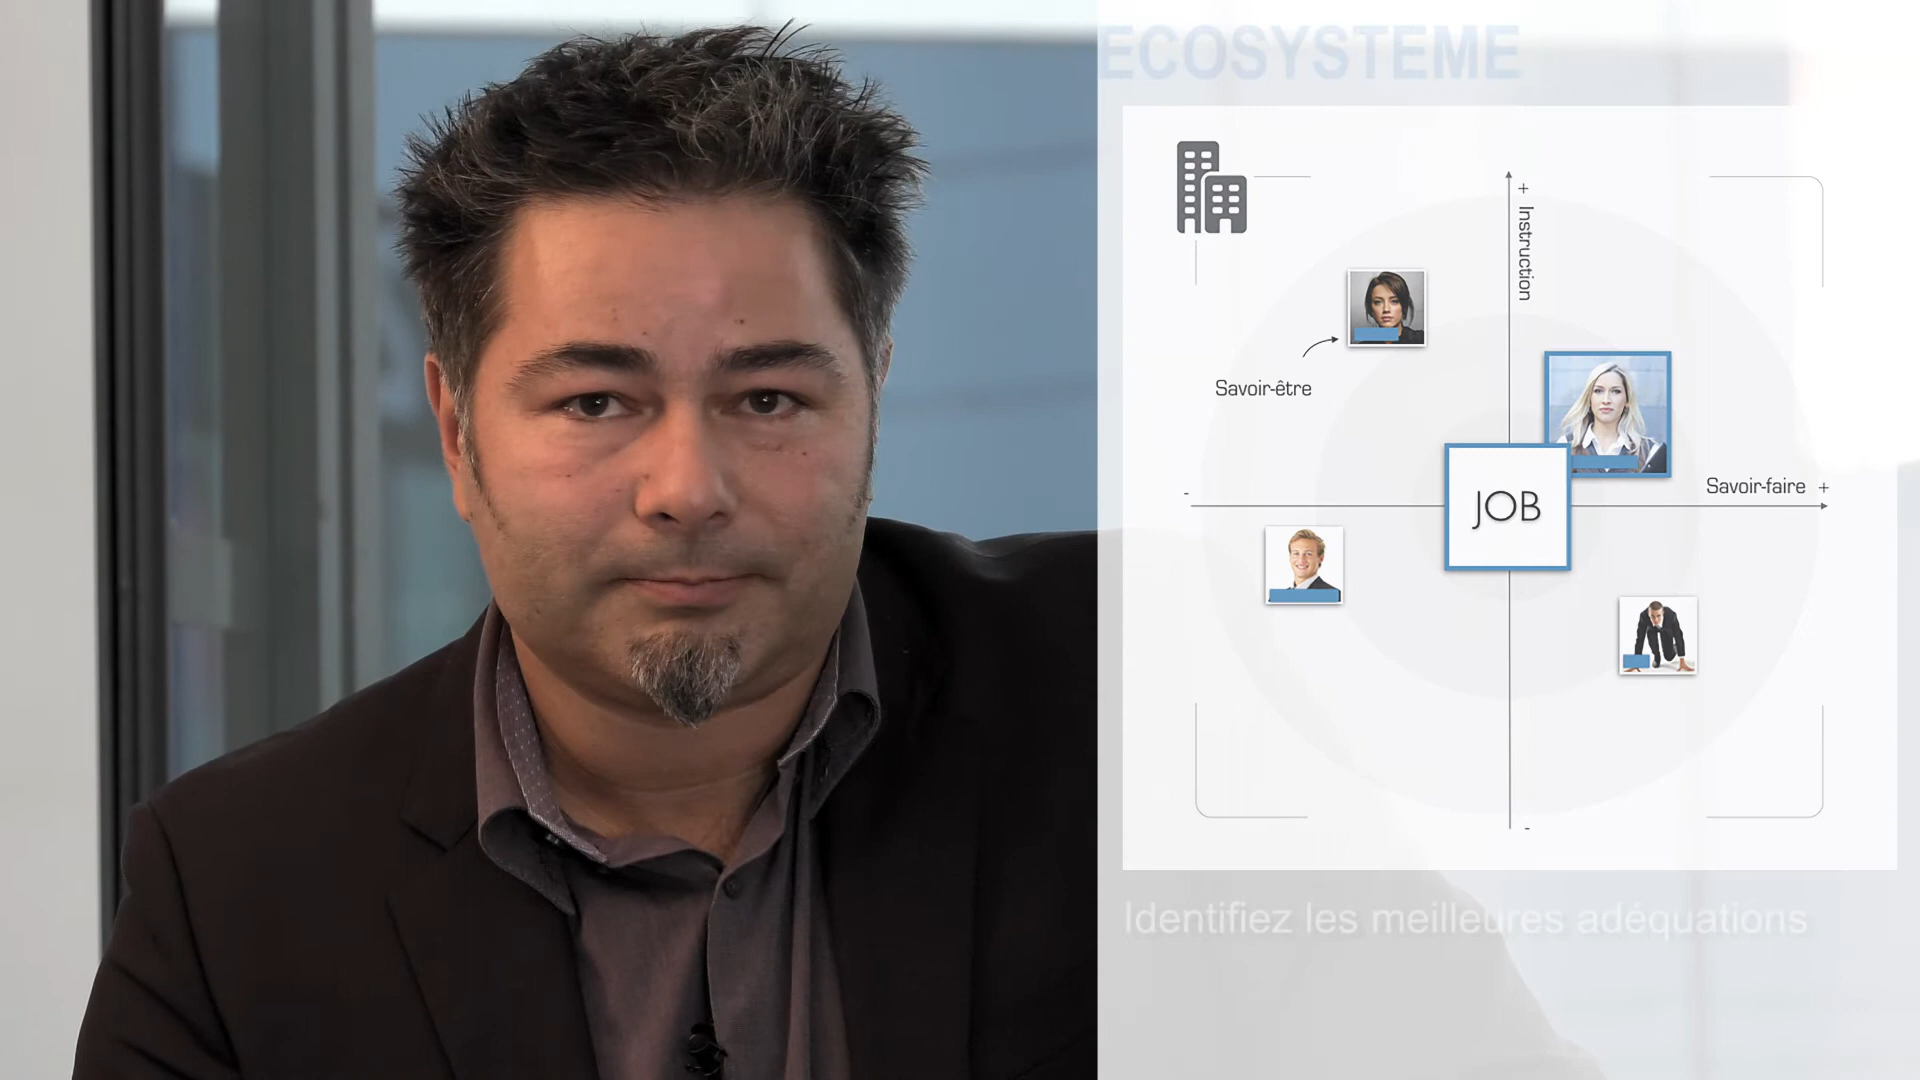 ECOSYSTEME
+
Instruction
Savoir-être
Savoir-faire +
-
JOB
-
Identifiez les meilleures adéquations